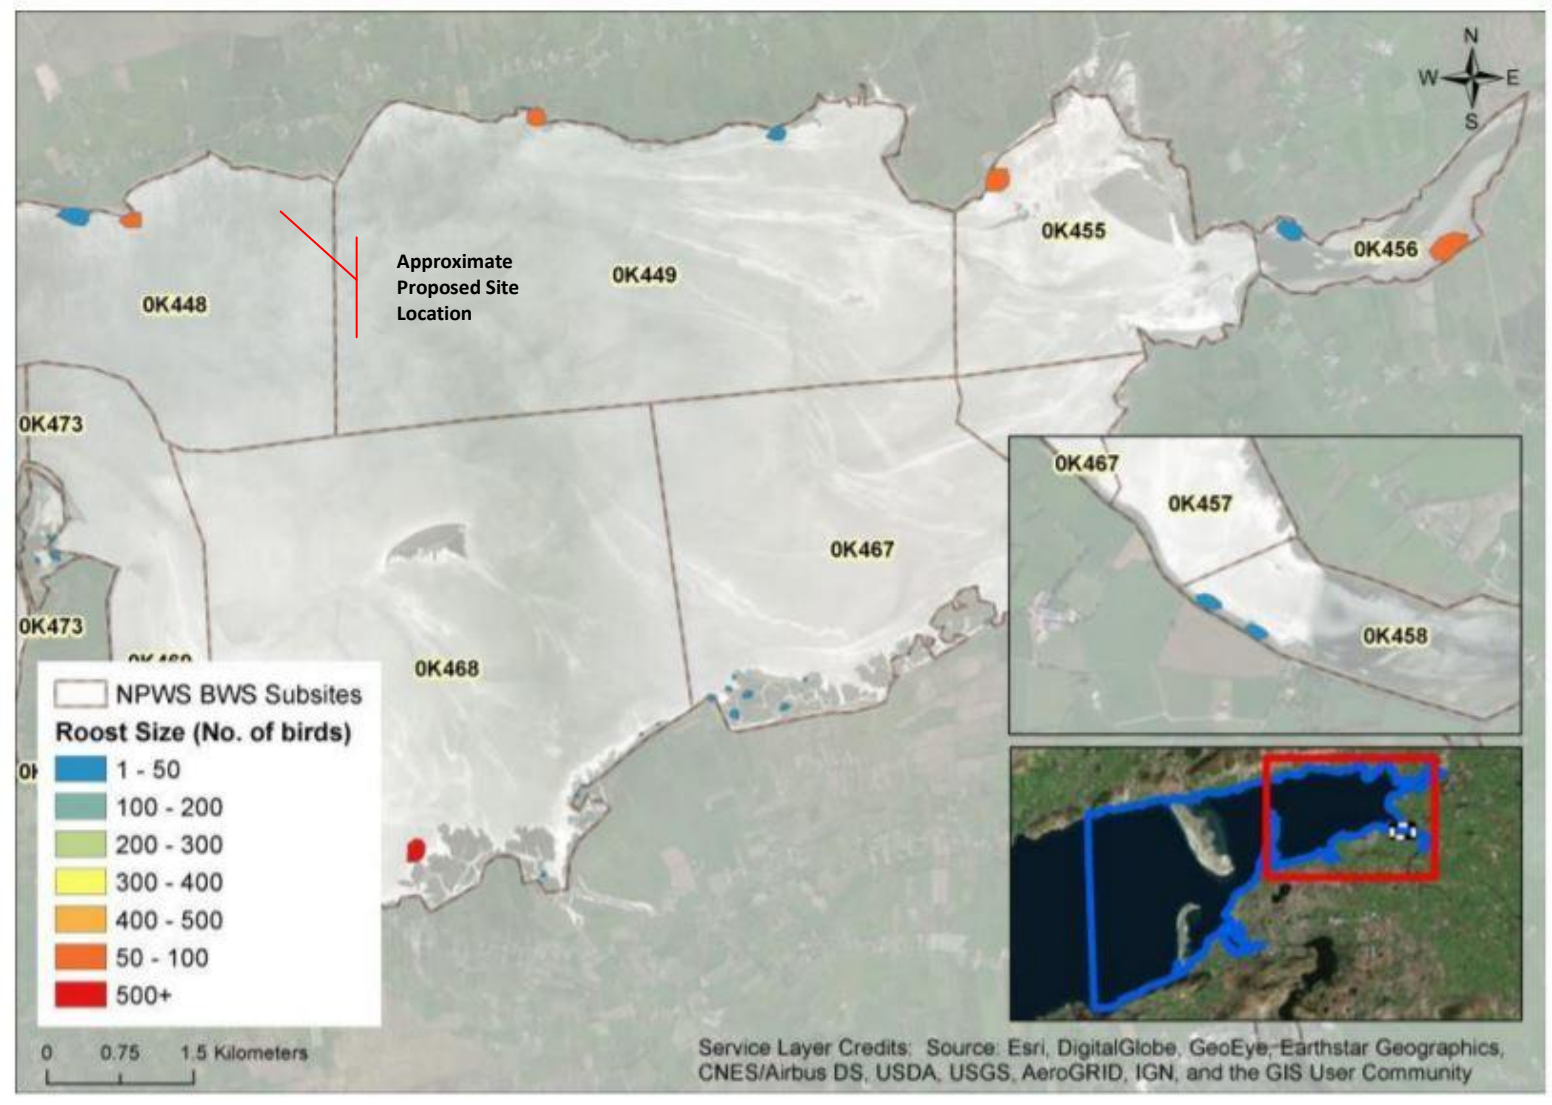 N
W E
S
0K455
0K456
Approximate
Proposed Site
Location
0K449
0K448
0K473
0K467
0K457
0K467
0K473
0K458
0K468
NPWS BWS Subsites
Roost Size (No. of birds)
1 - 50
100 - 200
200 - 300
300 - 400
400 - 500
50 - 100
500+
0 0.75 1.5 Kilometers
Service Layer Credits: Source: Esri, DigitalGlobe, GeoEye, Earthstar Geographics,
CNES/Airbus DS, USDA, USGS, AeroGRID, IGN, and the GIS User Community